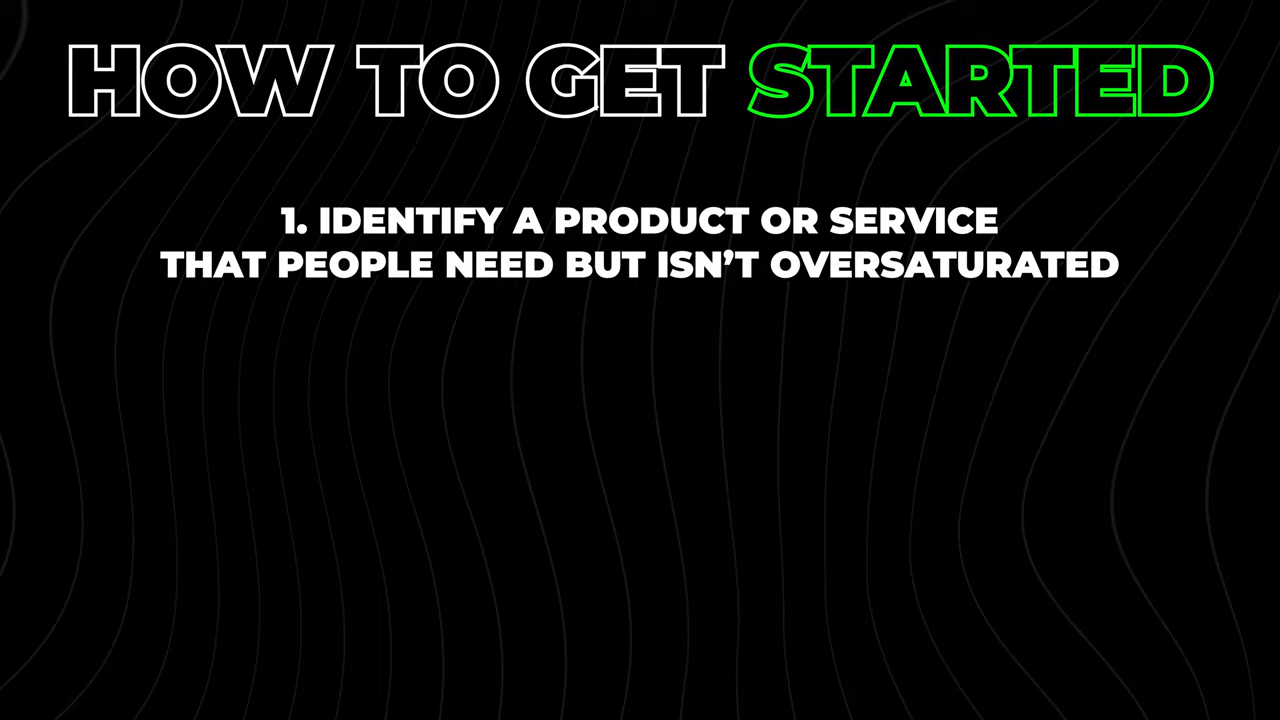 HOW TO GET STARTED
1. IDENTIFY A PRODUCT OR SERVICE
THAT PEOPLE NEED BUT ISN’T OVERSATURATED